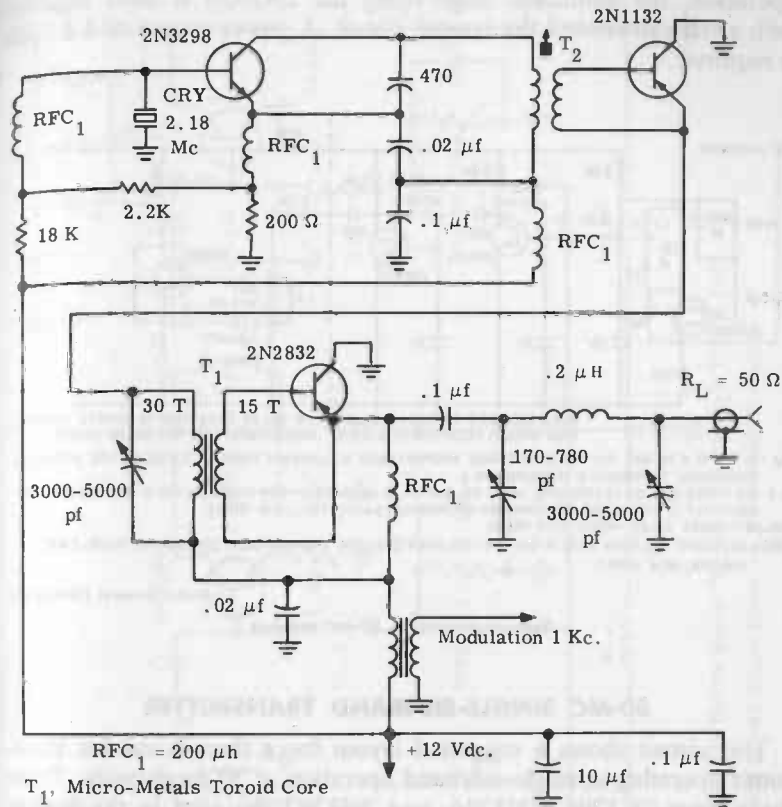 2N3298
2N1132
T2
470
CRY
2.18
Mc
RFC1
RFC1
.02 µf
2.2K
200 Ω
.1 µf
18 K
RFC1
2N2832
T1
30 T
15 T
.1 µf
.2 µH
RL = 50 Ω
3000-5000
pf
RFC1
170-780
pf
3000-5000
pf
.02 µf
Modulation 1 Kc.
RFC1 = 200 µh
+12 Vdc.
10 µf
.1 µf
T1, Micro-Metals Toroid Core